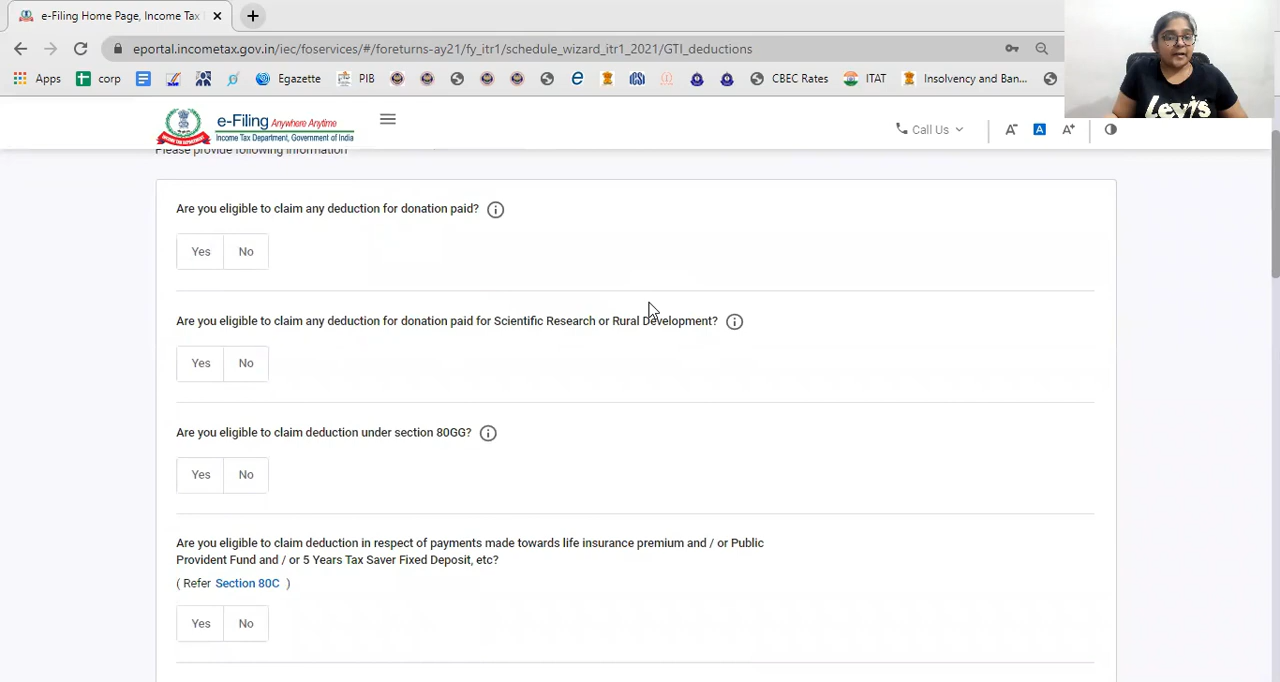 e-Filing Home Page, Income Tax
eportal.incometax.gov.in/iec/foservices/#/foreturns-ay21/fy_itr1/schedule_wizard_itr1_2021/GTI_deductions
Apps corp Egazette PIB CBEC Rates ITAT Insolvency and Ban...
e-Filing Anywhere Anytime
Income Tax Department, Government of India
Call Us A- A A+
Please provide following information
Are you eligible to claim any deduction for donation paid?
Yes No
Are you eligible to claim any deduction for donation paid for Scientific Research or Rural Development?
Yes No
Are you eligible to claim deduction under section 80GG?
Yes No
Are you eligible to claim deduction in respect of payments made towards life insurance premium and / or Public
Provident Fund and / or 5 Years Tax Saver Fixed Deposit, etc?
( Refer Section 80C )
Yes No
Levi's